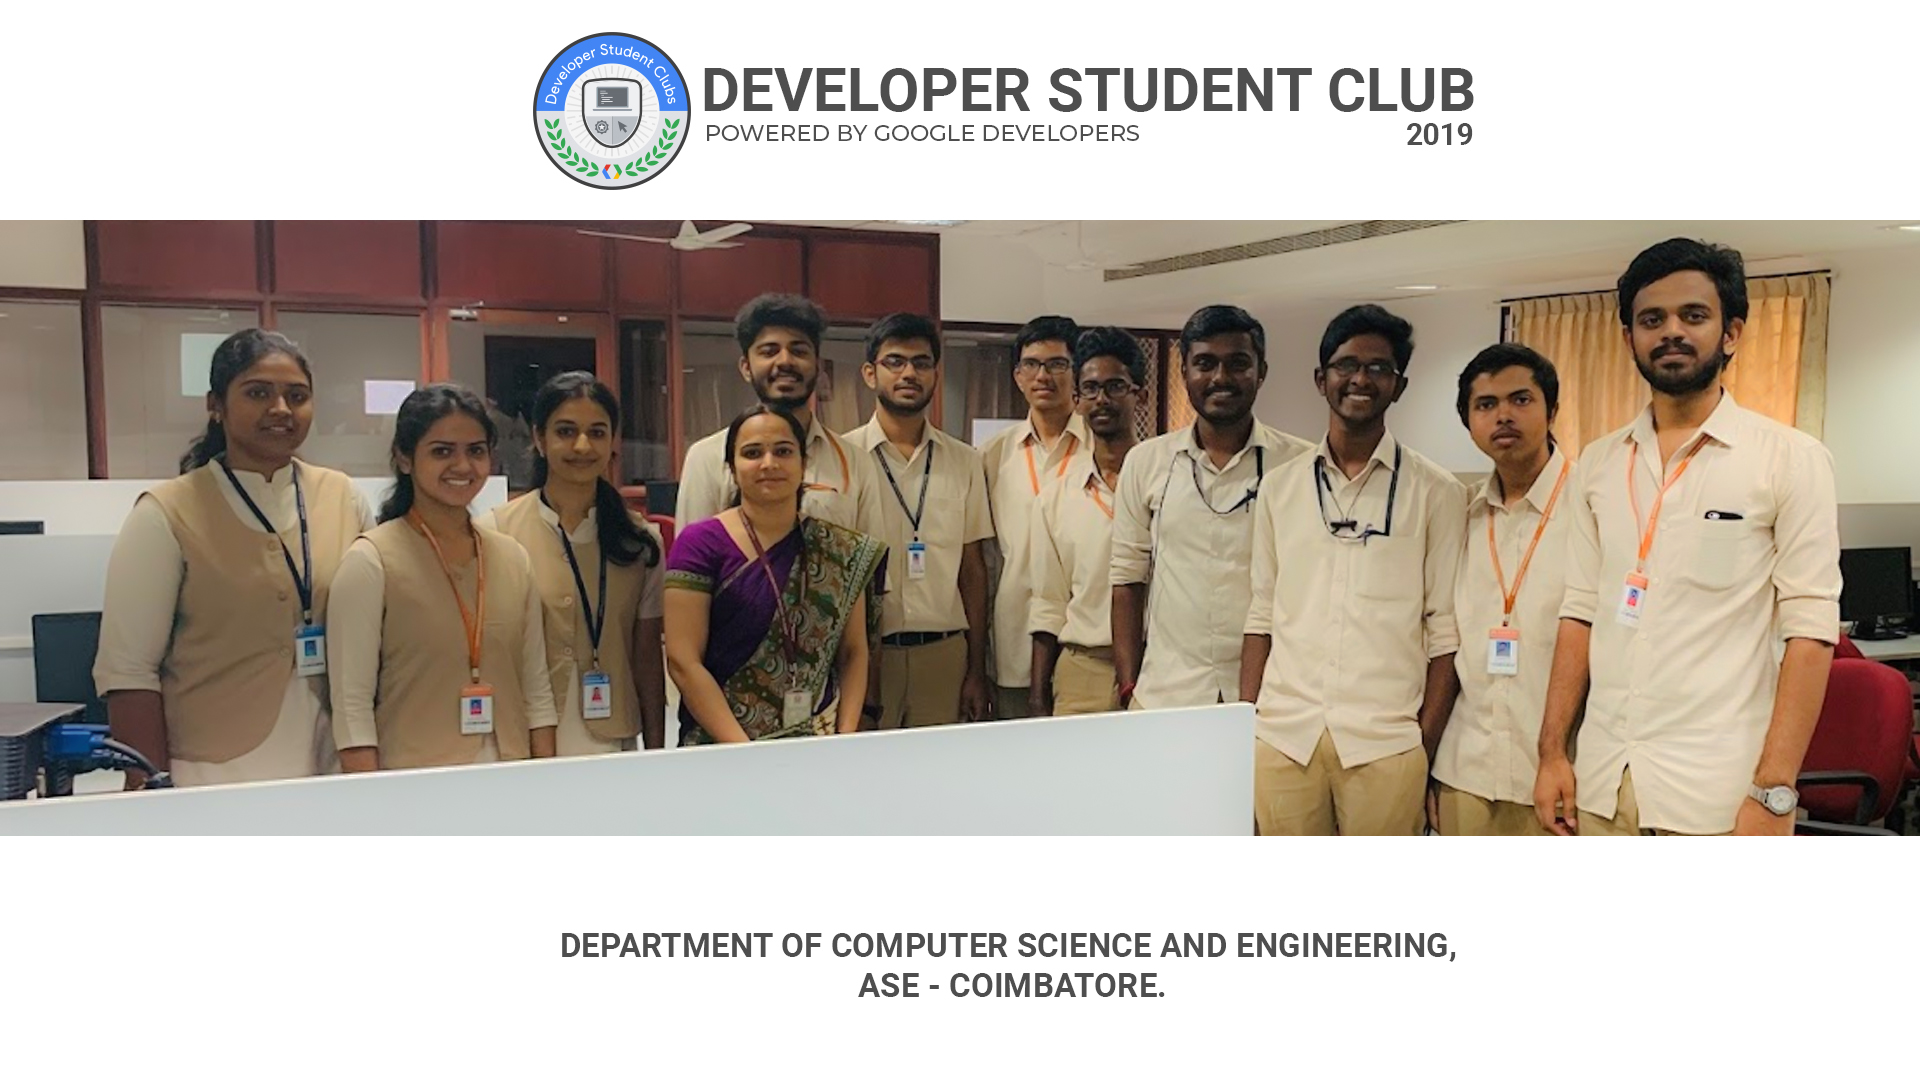 Developer Student Clubs
DEVELOPER STUDENT CLUB
POWERED BY GOOGLE DEVELOPERS
2019
DEPARTMENT OF COMPUTER SCIENCE AND ENGINEERING,
ASE - COIMBATORE.